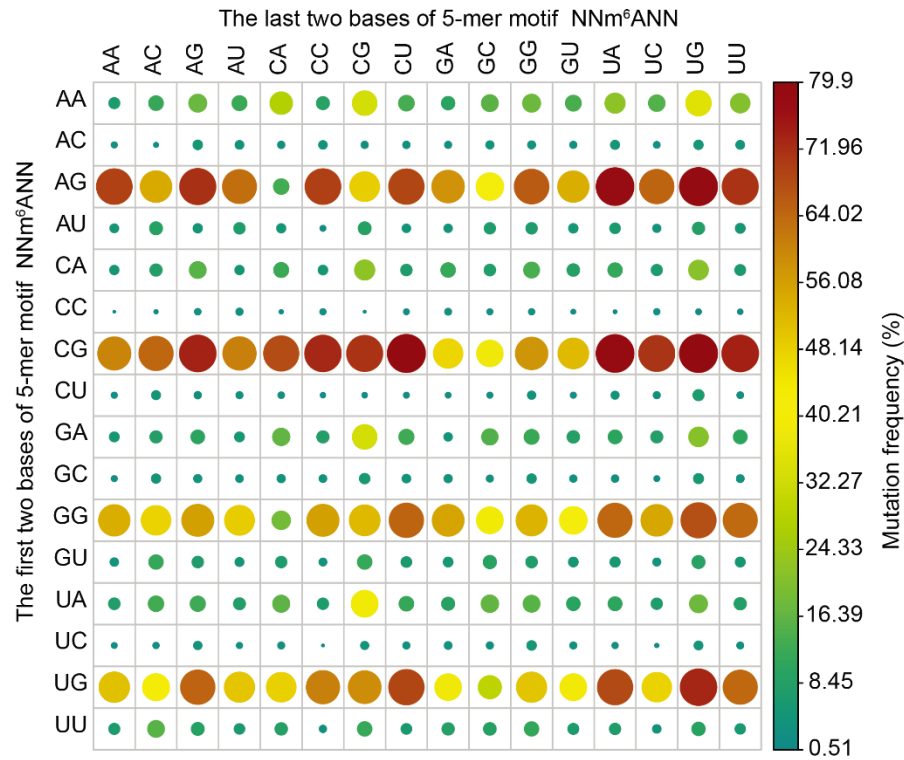 The last two bases of 5-mer motif NNm⁶ANN
AA AC AG AU CA CC CG CU GA GC GG GU UA UC UG UU
The first two bases of 5-mer motif NNm⁶ANN
AA
AC
AG
AU
CA
CC
CG
CU
GA
GC
GG
GU
UA
UC
UG
UU
79.9
71.96
64.02
56.08
48.14
40.21
32.27
24.33
16.39
8.45
0.51
Mutation frequency (%)